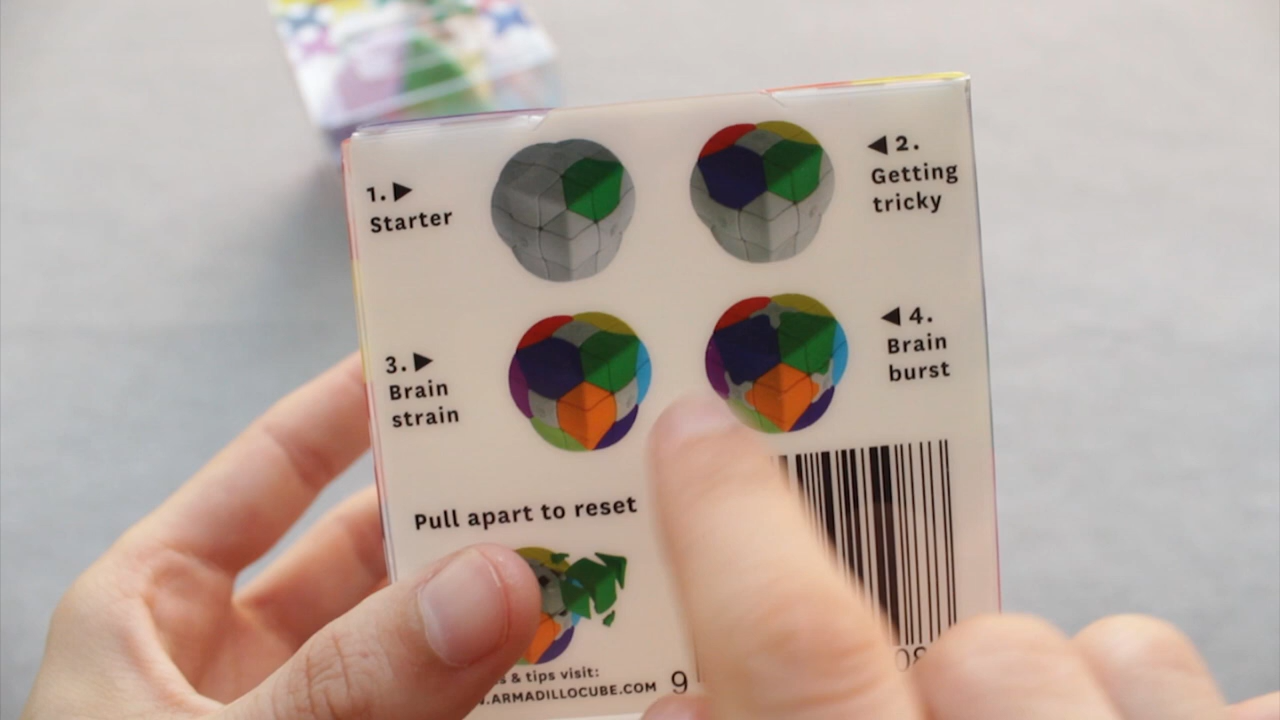 1. ▶
Starter
◀ 2.
Getting
tricky
3. ▶
Brain
strain
◀ 4.
Brain
burst
Pull apart to reset
& tips visit:
.ARMADILLOCUBE.COM
9
08